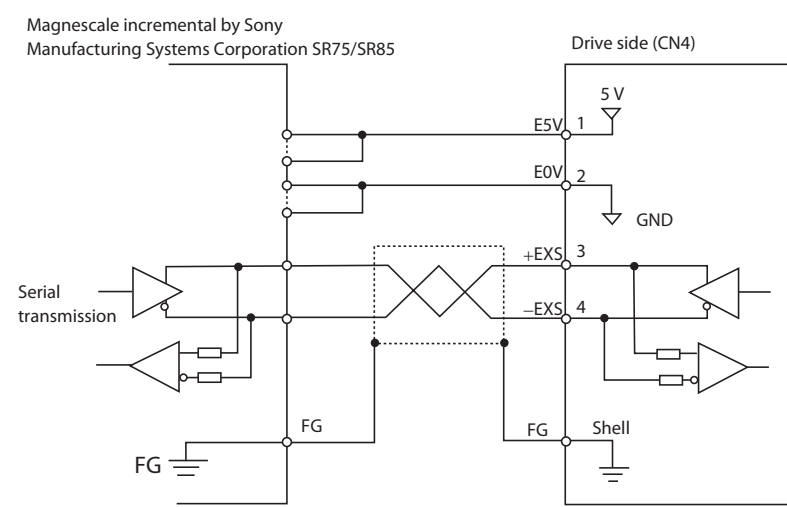 Magnescale incremental by Sony
Manufacturing Systems Corporation SR75/SR85
Drive side (CN4)
5 V
E5V 1
E0V 2
GND
+EXS 3
Serial
transmission
−EXS 4
FG
FG
Shell
FG